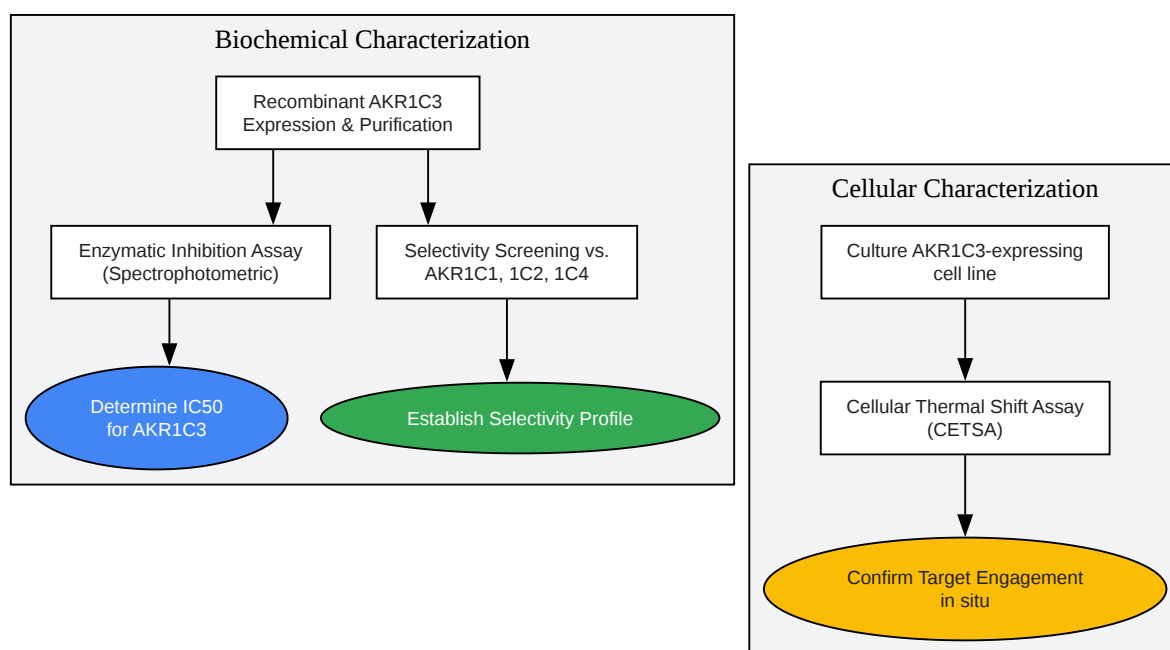 Biochemical Characterization
Recombinant AKR1C3
Expression & Purification
Enzymatic Inhibition Assay
(Spectrophotometric)
Selectivity Screening vs.
AKR1C1, 1C2, 1C4
Determine IC50
for AKR1C3
Establish Selectivity Profile
Cellular Characterization
Culture AKR1C3-expressing
cell line
Cellular Thermal Shift Assay
(CETSA)
Confirm Target Engagement
in situ